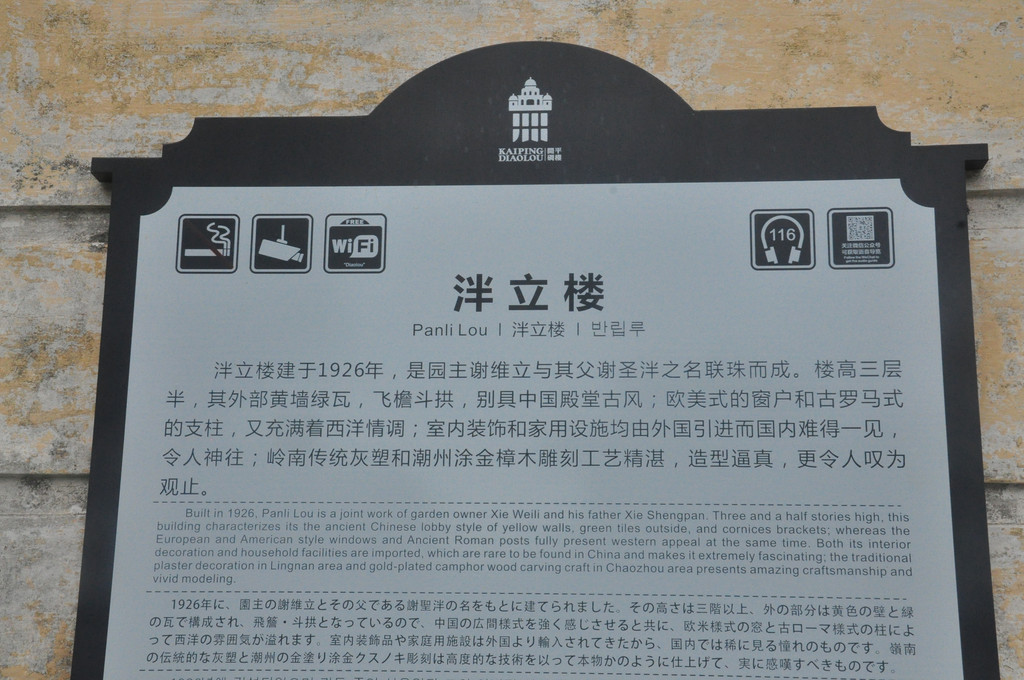 KAIPING 開平
DIAOLOU 碉樓
FREE
WiFi
"Diaolou"
116
关注微信公众号
泮立楼
Panli Lou | 泮立楼 | 반립루
泮立楼建于1926年，是园主谢维立与其父谢圣泮之名联珠而成。楼高三层
半，其外部黄墙绿瓦，飞檐斗拱，别具中国殿堂古风；欧美式的窗户和古罗马式
的支柱，又充满着西洋情调；室内装饰和家用设施均由外国引进而国内难得一见，
令人神往；岭南传统灰塑和潮州涂金樟木雕刻工艺精湛，造型逼真，更令人叹为
观止。
Built in 1926, Panli Lou is a joint work of garden owner Xie Weili and his father Xie Shengpan. Three and a half stories high, this
building characterizes its the ancient Chinese lobby style of yellow walls, green tiles outside, and cornices brackets; whereas the
European and American style windows and Ancient Roman posts fully present western appeal at the same time. Both its interior
decoration and household facilities are imported, which are rare to be found in China and makes it extremely fascinating; the traditional
plaster decoration in Lingnan area and gold-plated camphor wood carving craft in Chaozhou area presents amazing craftsmanship and
vivid modeling.
1926年に、園主の謝維立とその父である謝聖泮の名をもとに建てられました。その高さは三階以上、外の部分は黄色の壁と緑
の瓦で構成され、飛簷・斗拱となっているので、中国の広間様式を強く感じさせると共に、欧米様式の窓と古ローマ様式の柱によ
って西洋の雰囲気が溢れます。室内装飾品や家庭用施設は外国より輸入されてきたから、国内では稀に見る憧れのものです。嶺南
の伝統的な灰塑と潮州の金塗り涂金クスノキ彫刻は高度的な技術を以って本物かのように仕上げて、実に感嘆すべきものです。